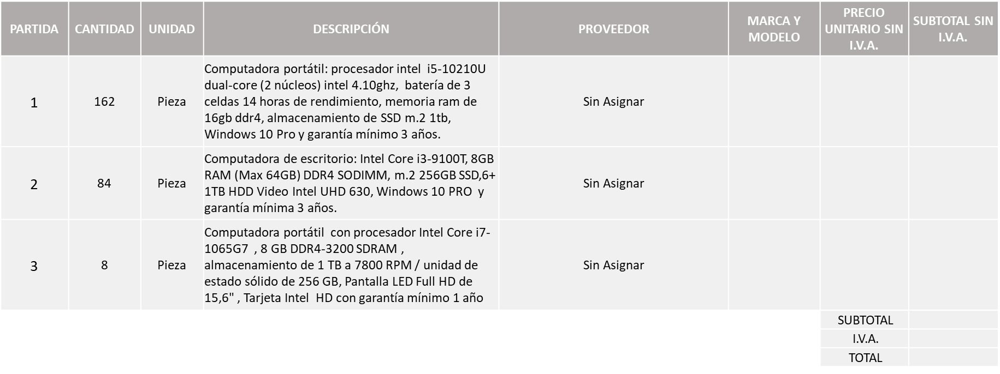 PARTIDA CANTIDAD UNIDAD DESCRIPCIÓN PROVEEDOR MARCA Y MODELO PRECIO UNITARIO SIN I.V.A. SUBTOTAL SIN I.V.A.
1 162 Pieza
Computadora portátil: procesador intel i5-10210U
dual-core (2 núcleos) intel 4.10ghz, batería de 3
celdas 14 horas de rendimiento, memoria ram de
16gb ddr4, almacenamiento de SSD m.2 1tb,
Windows 10 Pro y garantía mínimo 3 años.
Sin Asignar
2 84 Pieza
Computadora de escritorio: Intel Core i3-9100T, 8GB
RAM (Max 64GB) DDR4 SODIMM, m.2 256GB SSD,6+
1TB HDD Video Intel UHD 630, Windows 10 PRO y
garantía mínima 3 años.
Sin Asignar
3 8 Pieza
Computadora portátil con procesador Intel Core i7-
1065G7 , 8 GB DDR4-3200 SDRAM ,
almacenamiento de 1 TB a 7800 RPM / unidad de
estado sólido de 256 GB, Pantalla LED Full HD de
15,6" , Tarjeta Intel HD con garantía mínimo 1 año
Sin Asignar
SUBTOTAL
I.V.A.
TOTAL